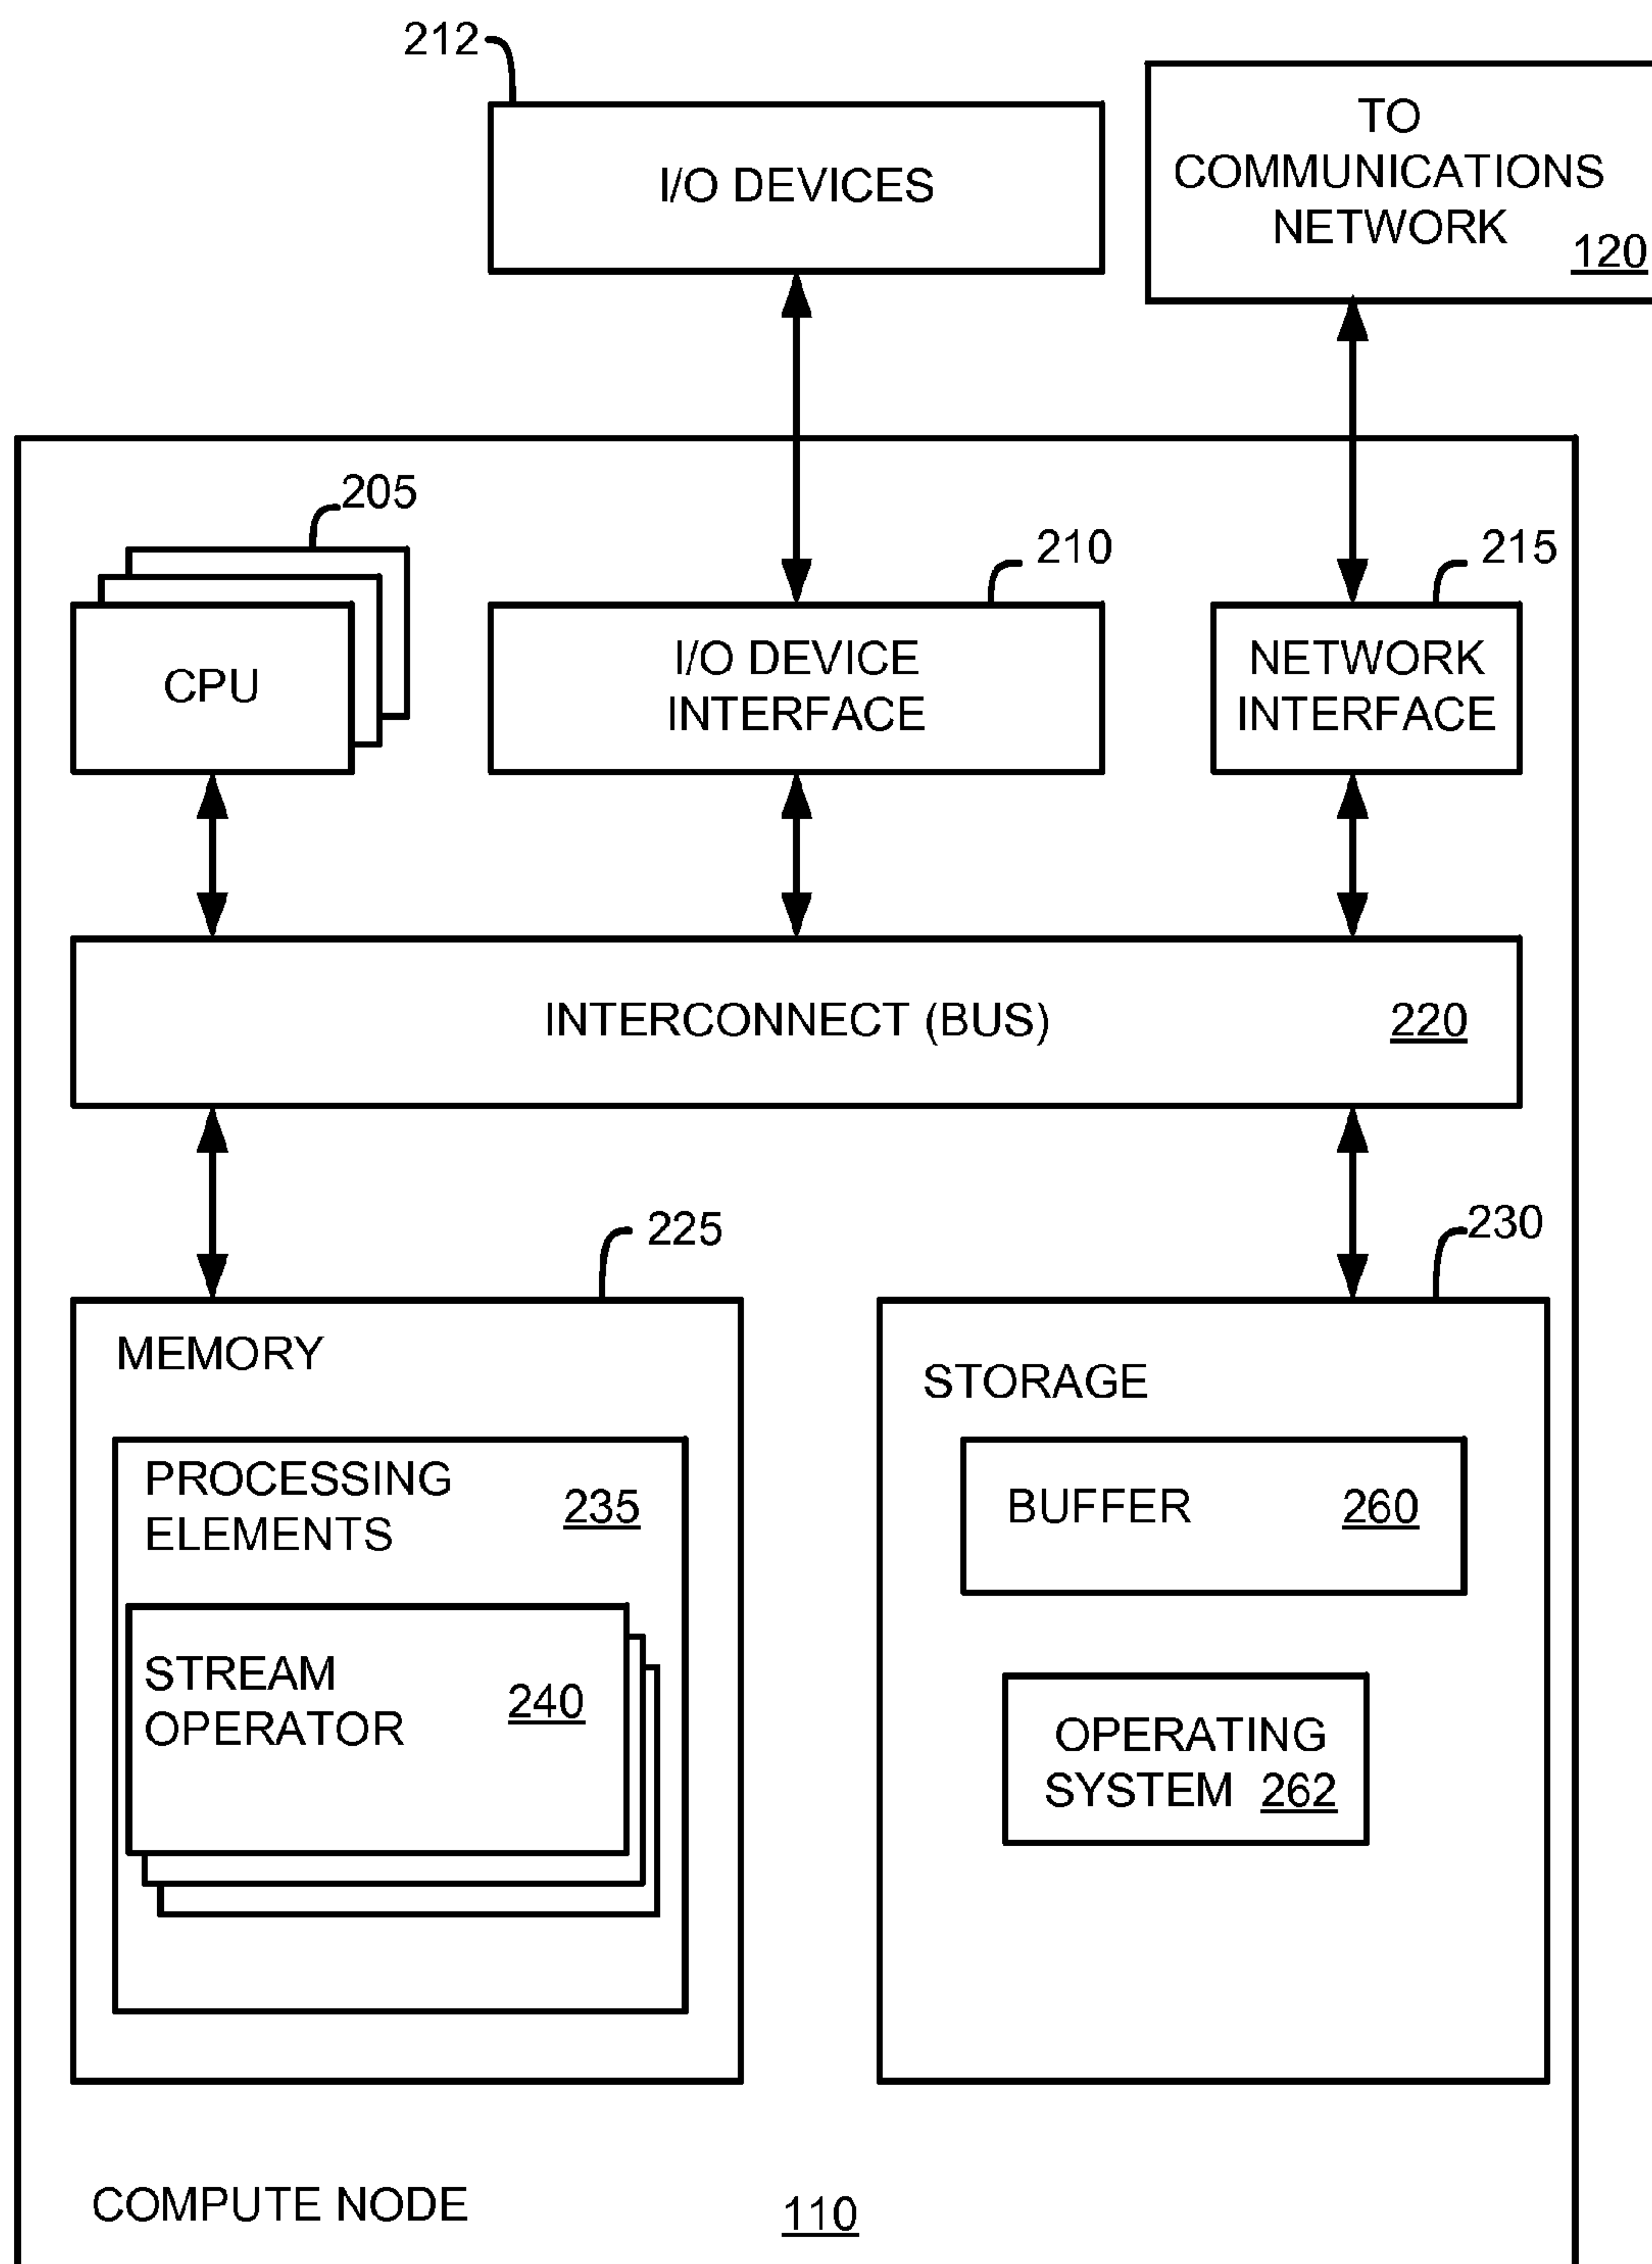 212
I/O DEVICES
TO
COMMUNICATIONS
NETWORK
120
205
210
215
CPU
I/O DEVICE
INTERFACE
NETWORK
INTERFACE
INTERCONNECT (BUS)
220
225
230
MEMORY
STORAGE
PROCESSING
ELEMENTS
235
BUFFER
260
STREAM
OPERATOR
240
OPERATING
SYSTEM 262
COMPUTE NODE
110